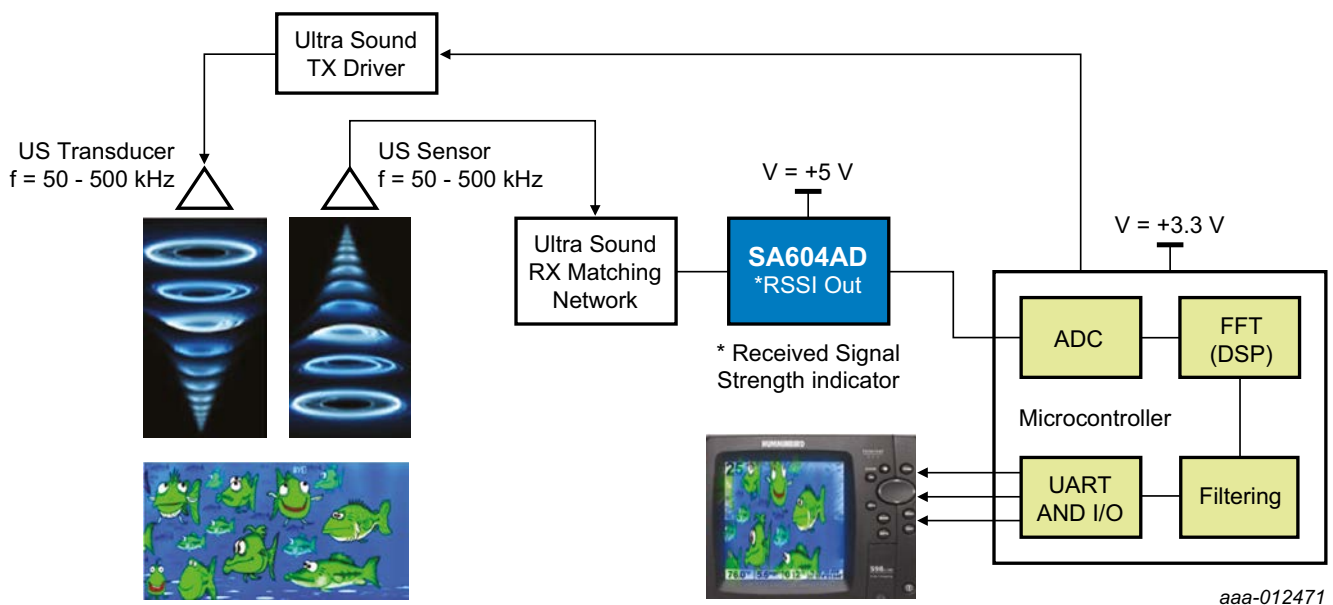 Ultra Sound
TX Driver
US Transducer
f = 50 - 500 kHz
US Sensor
f = 50 - 500 kHz
Ultra Sound
RX Matching
Network
V = +5 V
SA604AD
*RSSI Out
* Received Signal
Strength indicator
V = +3.3 V
ADC
FFT
(DSP)
Microcontroller
UART
AND I/O
Filtering
HUMMINBIRD
aaa-012471